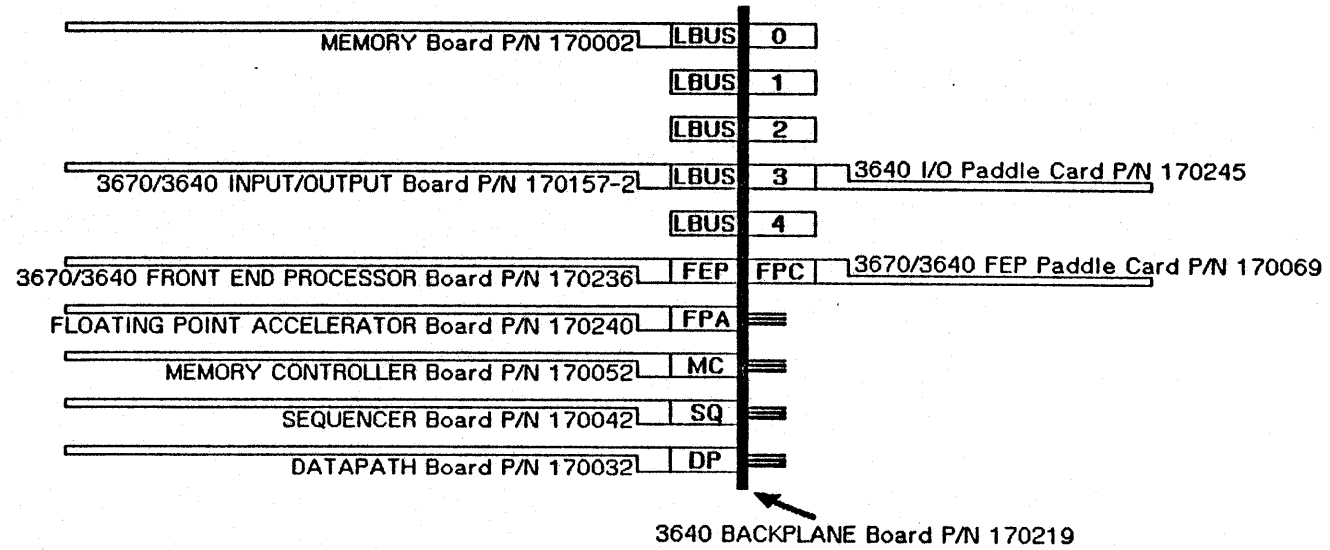 MEMORY Board P/N 170002 LBUS 0
LBUS 1
LBUS 2
3670/3640 INPUT/OUTPUT Board P/N 170157-2 LBUS 3 3640 I/O Paddle Card P/N 170245
LBUS 4
3670/3640 FRONT END PROCESSOR Board P/N 170236 FEP FPC 3670/3640 FEP Paddle Card P/N 170069
FLOATING POINT ACCELERATOR Board P/N 170240 FPA
MEMORY CONTROLLER Board P/N 170052 MC
SEQUENCER Board P/N 170042 SQ
DATAPATH Board P/N 170032 DP
3640 BACKPLANE Board P/N 170219